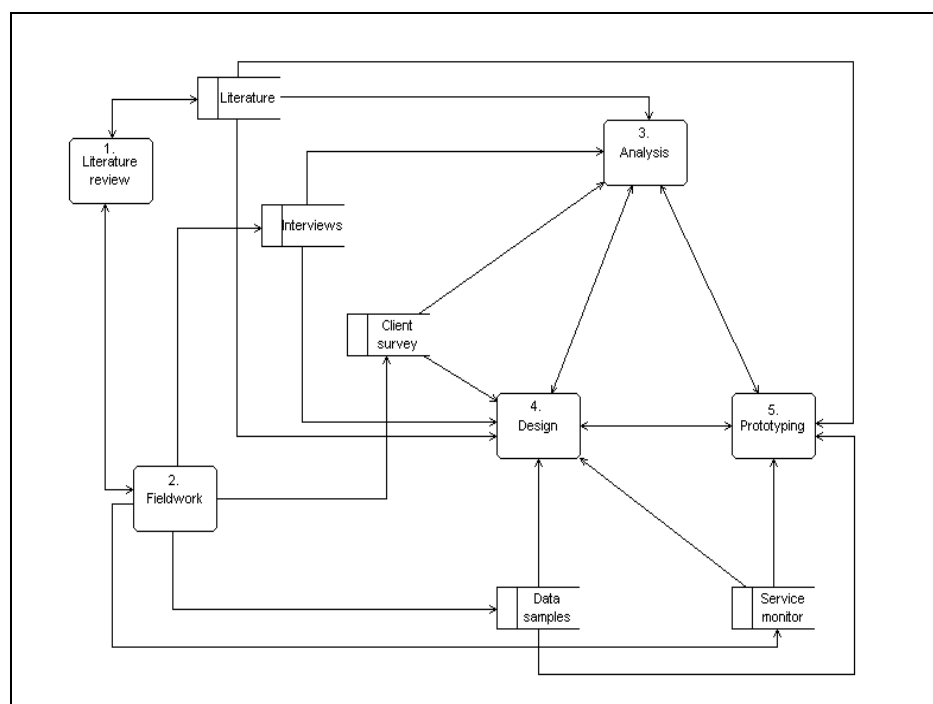 Literature
3.
Analysis
1.
Literature
review
Interviews
Client
survey
4.
Design
5.
Prototyping
2.
Fieldwork
Data
samples
Service
monitor